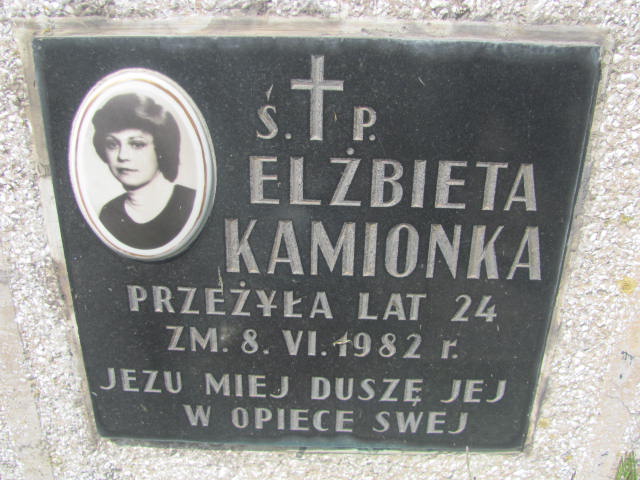 Ś. P.
ELŻBIETA
KAMIONKA
PRZEŻYŁA LAT 24
ZM. 8. VI. 1982 r.
JEZU MIEJ DUSZĘ JEJ
W OPIECE SWEJ